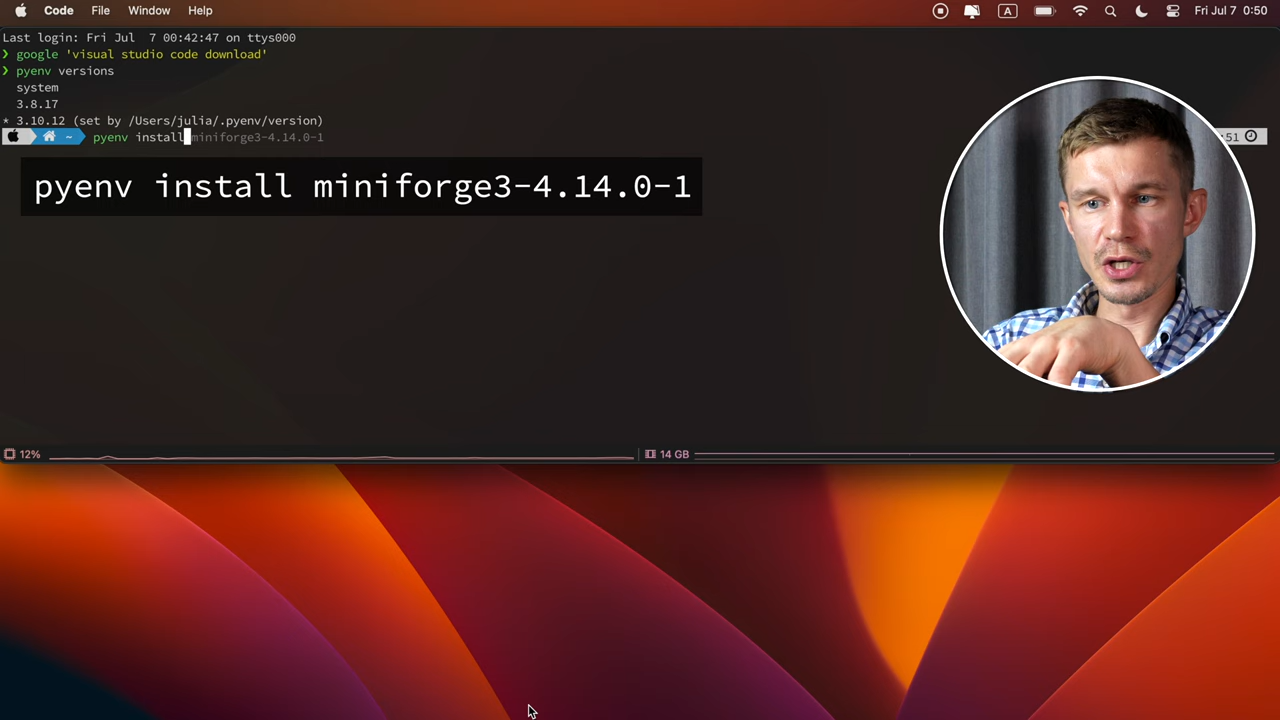 Code File Window Help A Fri Jul 7 0:50
Last login: Fri Jul 7 00:42:47 on ttys000
❯ google 'visual studio code download'
❯ pyenv versions
system
3.8.17
* 3.10.12 (set by /Users/julia/.pyenv/version)
~ pyenv install miniforge3-4.14.0-1
51
pyenv install miniforge3-4.14.0-1
12% 14 GB